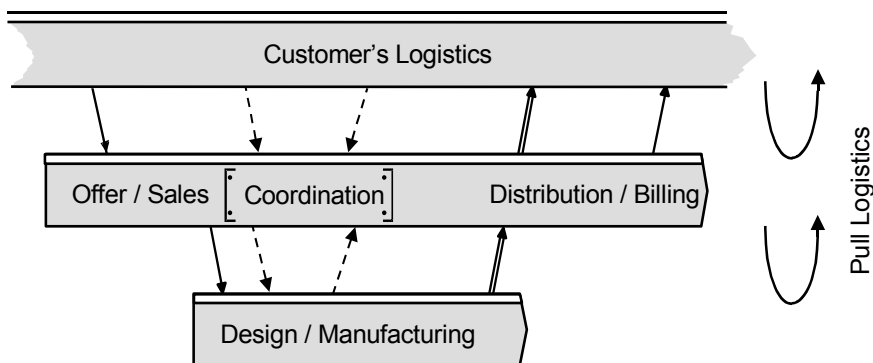 Customer’s Logistics
Offer / Sales
Coordination
Distribution / Billing
Design / Manufacturing
Pull Logistics